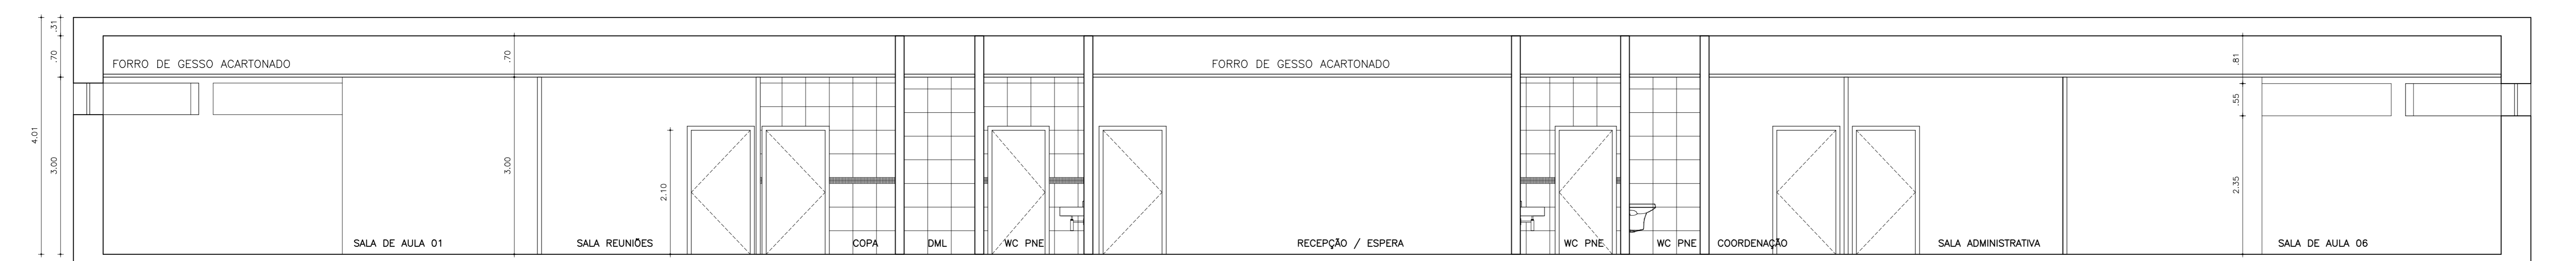 .31
.70
4.01
3.00
FORRO DE GESSO ACARTONADO
.70
3.00
2.10
FORRO DE GESSO ACARTONADO
.81
.55
2.35
SALA DE AULA 01
SALA REUNIÕES
COPA
DML
WC PNE
RECEPÇÃO / ESPERA
WC PNE
WC PNE
COORDENAÇÃO
SALA ADMINISTRATIVA
SALA DE AULA 06